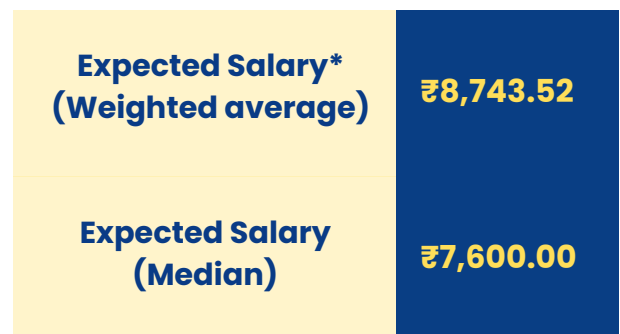 Expected Salary*
(Weighted average)
₹8,743.52
Expected Salary
(Median)
₹7,600.00